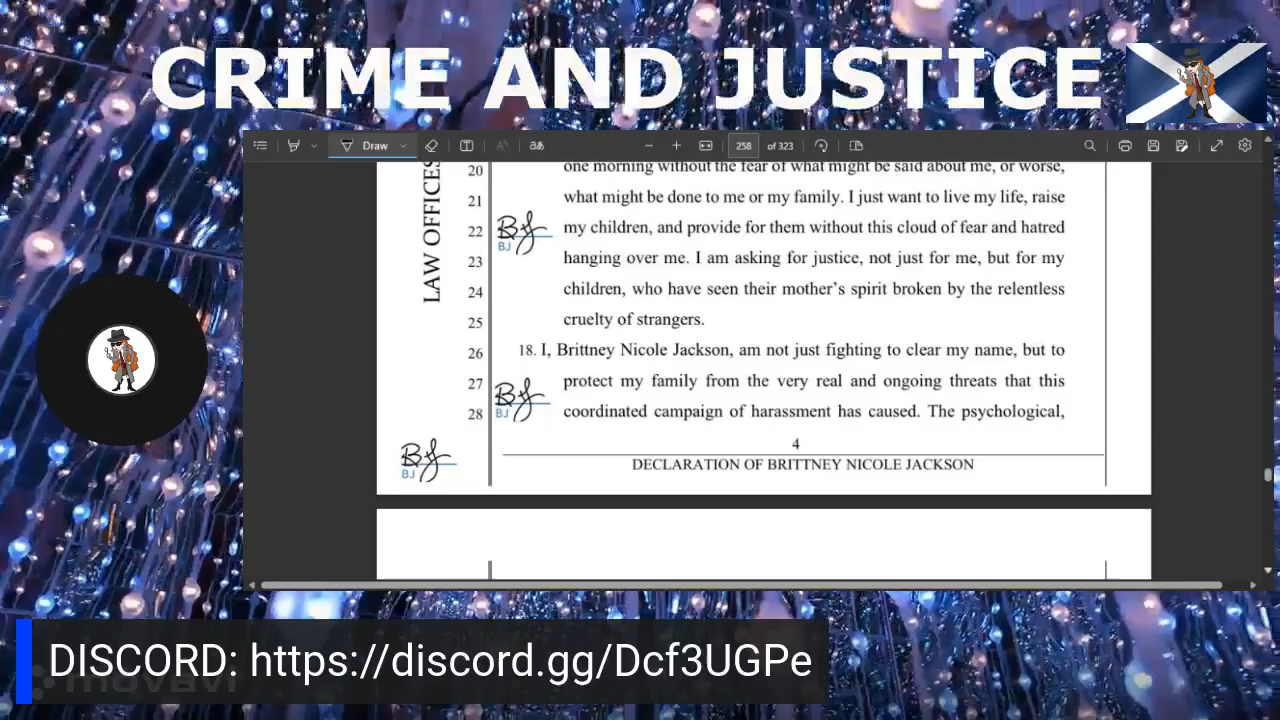 CRIME AND JUSTICE
Draw
258 of 323
LAW OFFICES
20 one morning without the fear of what might be said about me, or worse,
21 what might be done to me or my family. I just want to live my life, raise
22 my children, and provide for them without this cloud of fear and hatred
BJ
23 hanging over me. I am asking for justice, not just for me, but for my
24 children, who have seen their mother’s spirit broken by the relentless
25 cruelty of strangers.
26 18. I, Brittney Nicole Jackson, am not just fighting to clear my name, but to
27 protect my family from the very real and ongoing threats that this
28 coordinated campaign of harassment has caused. The psychological,
BJ
4
DECLARATION OF BRITTNEY NICOLE JACKSON
BJ
DISCORD: https://discord.gg/Dcf3UGPe
movavi